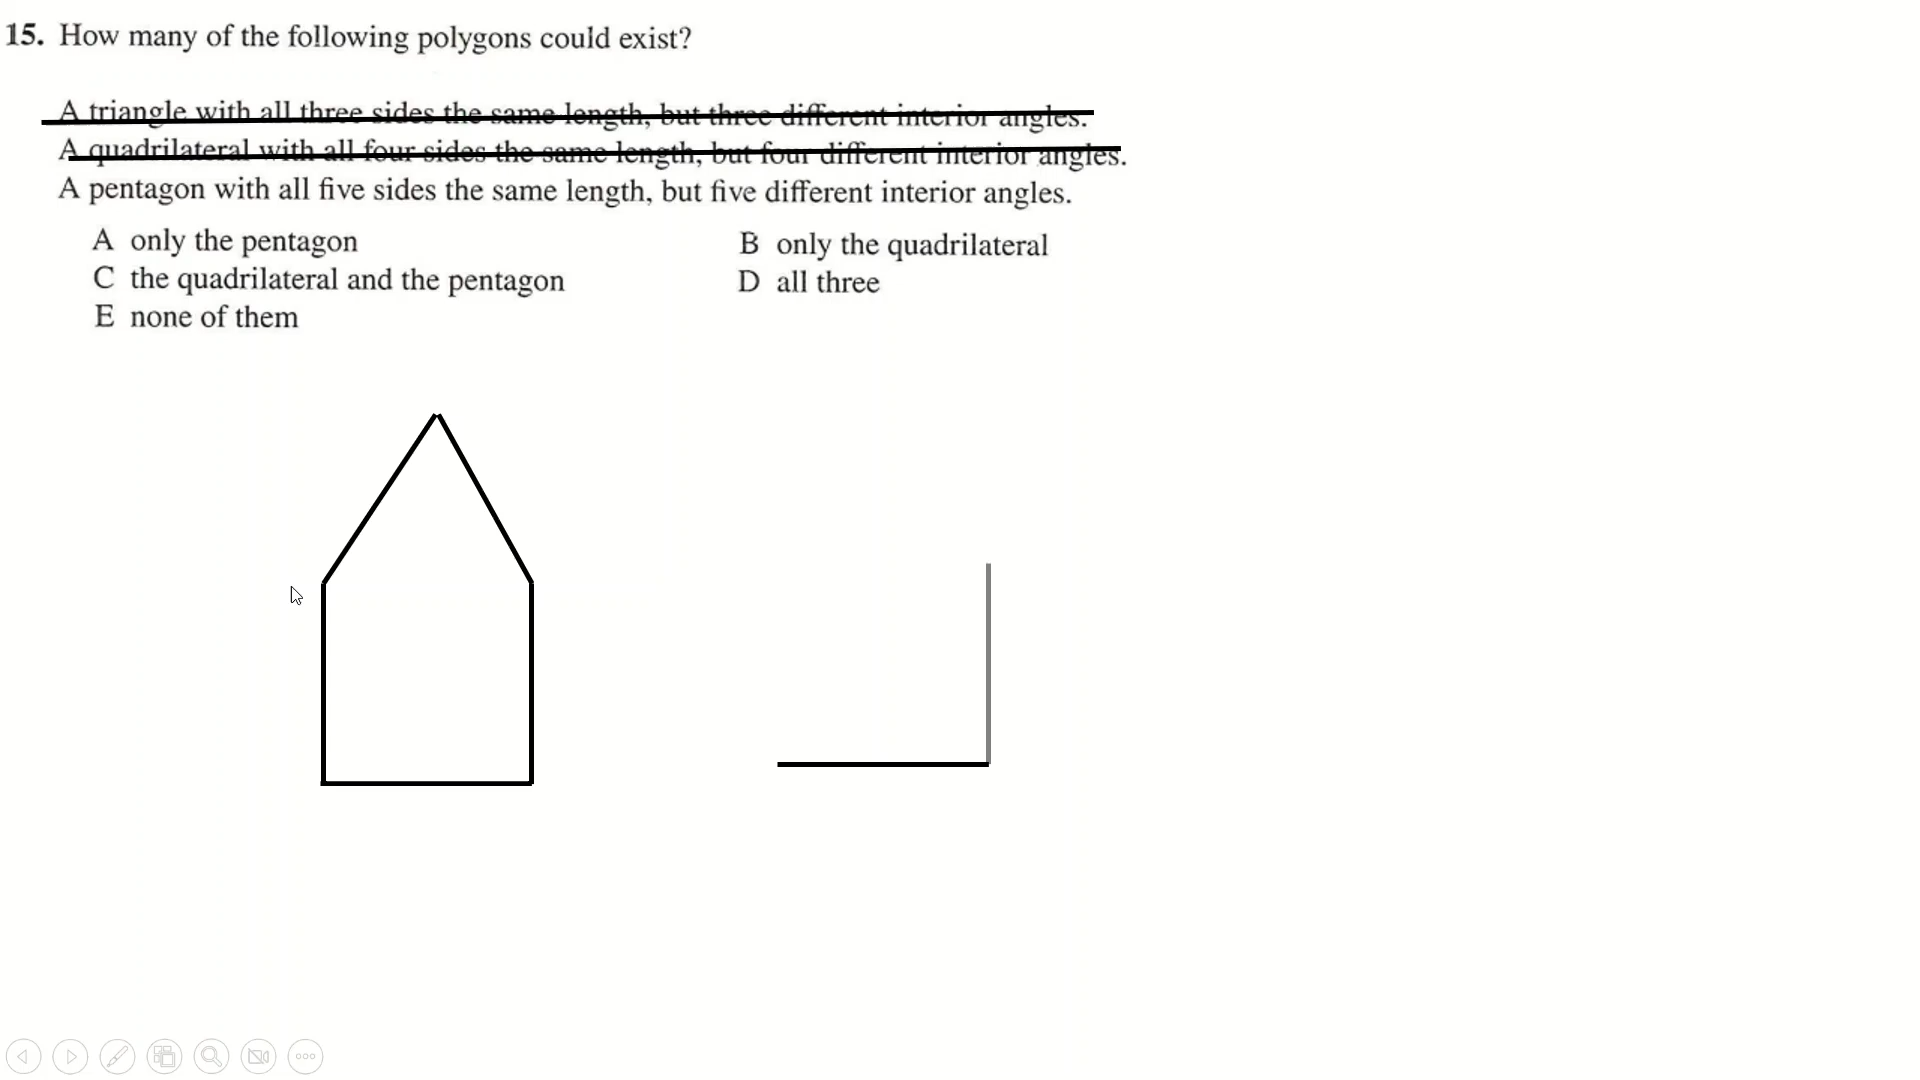 15. How many of the following polygons could exist?
A triangle with all three sides the same length, but three different interior angles.
A quadrilateral with all four sides the same length, but four different interior angles.
A pentagon with all five sides the same length, but five different interior angles.
A only the pentagon B only the quadrilateral
C the quadrilateral and the pentagon D all three
E none of them